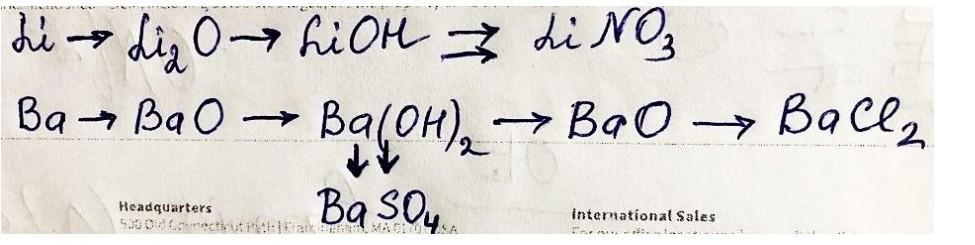 Li → Li₂O → LiOH ⇉ LiNO₃
Ba → BaO → Ba(OH)₂ → BaO → BaCl₂
↓↓
BaSO₄
Headquarters
International Sales